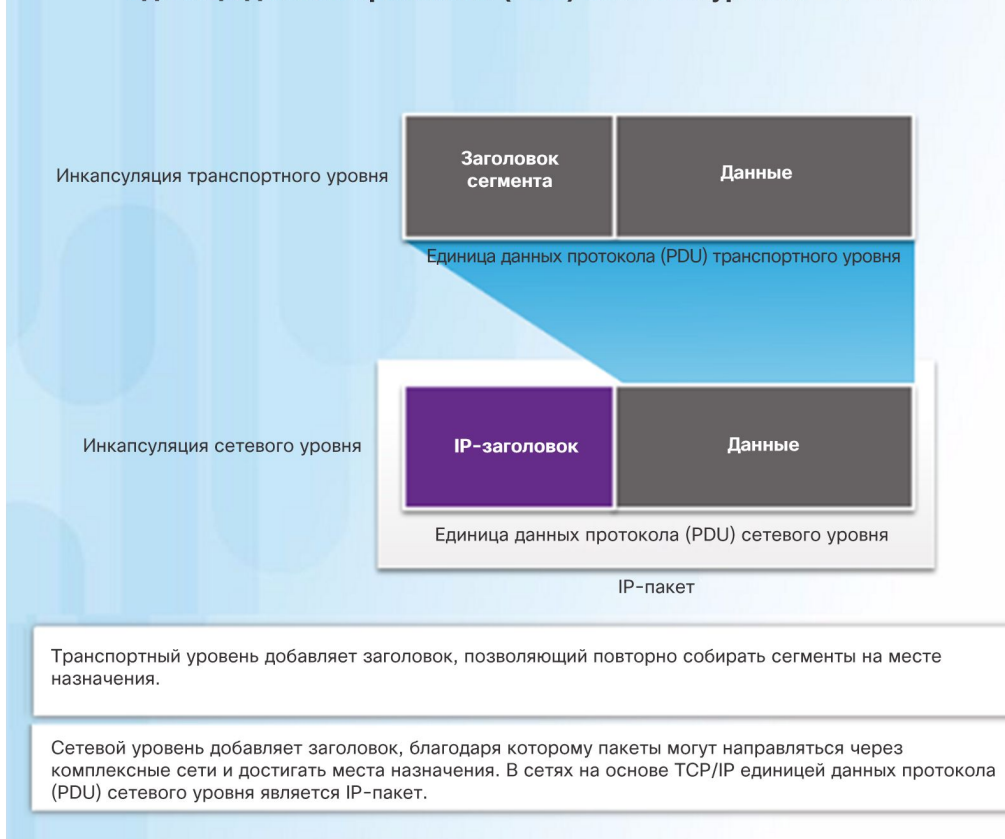 Инкапсуляция транспортного уровня
Заголовок
сегмента
Данные
Единица данных протокола (PDU) транспортного уровня
Инкапсуляция сетевого уровня
IP-заголовок
Данные
Единица данных протокола (PDU) сетевого уровня
IP-пакет
Транспортный уровень добавляет заголовок, позволяющий повторно собирать сегменты на месте
назначения.
Сетевой уровень добавляет заголовок, благодаря которому пакеты могут направляться через
комплексные сети и достигать места назначения. В сетях на основе TCP/IP единицей данных протокола
(PDU) сетевого уровня является IP-пакет.